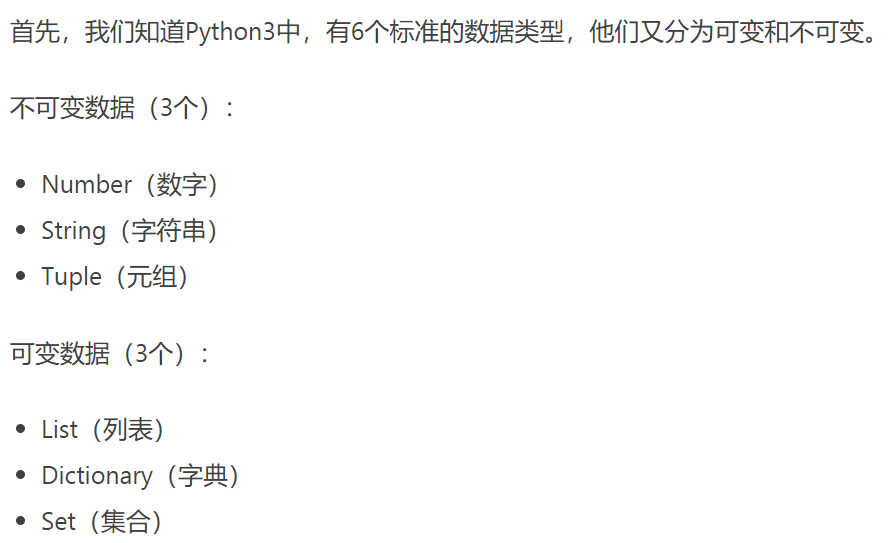 首先，我们知道Python3中，有6个标准的数据类型，他们又分为可变和不可变。
不可变数据（3个）：
• Number（数字）
• String（字符串）
• Tuple（元组）
可变数据（3个）：
• List（列表）
• Dictionary（字典）
• Set（集合）